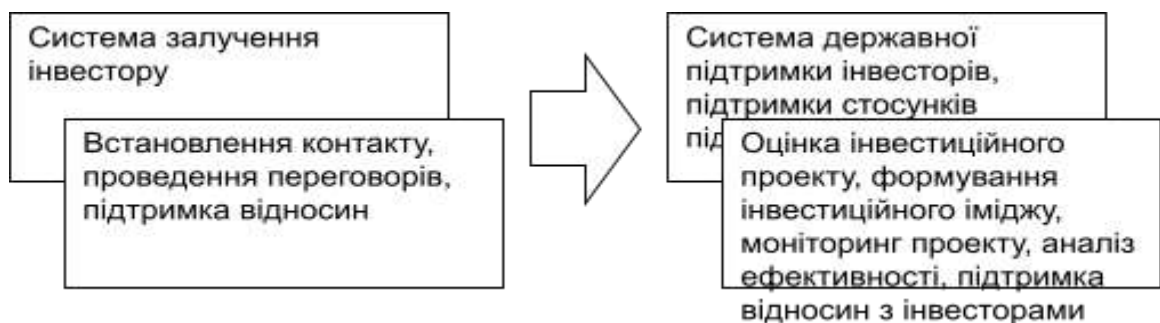 Система залучення
інвестору
Встановлення контакту,
проведення переговорів,
підтримка відносин
Система державної
підтримки інвесторів,
підтримки стосунків
Оцінка інвестиційного
проекту, формування
інвестиційного іміджу,
моніторинг проекту, аналіз
ефективності, підтримка
відносин з інвесторами